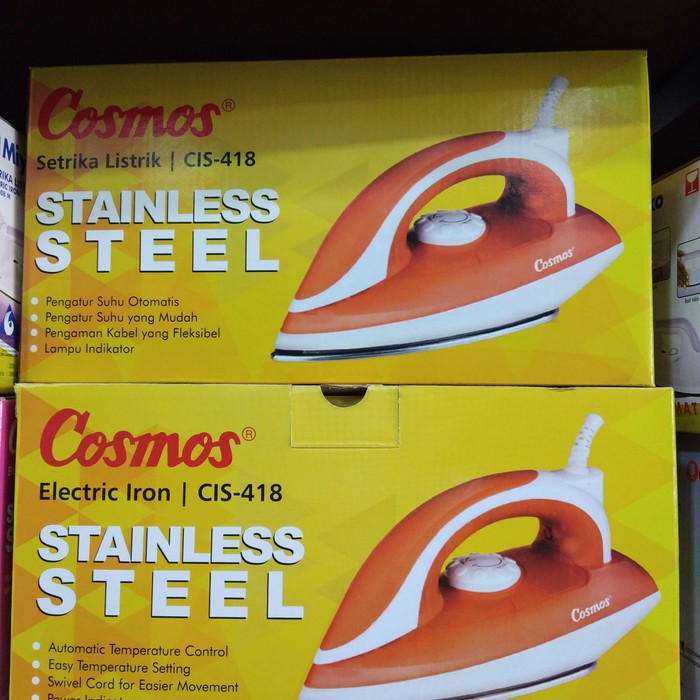 Cosmos®
Setrika Listrik | CIS-418
STAINLESS
STEEL
Pengatur Suhu Otomatis
Pengatur Suhu yang Mudah
Pengaman Kabel yang Fleksibel
Lampu Indikator
Cosmos
Cosmos®
Electric Iron | CIS-418
STAINLESS
STEEL
Automatic Temperature Control
Easy Temperature Setting
Swivel Cord for Easier Movement
Power
Cosmos